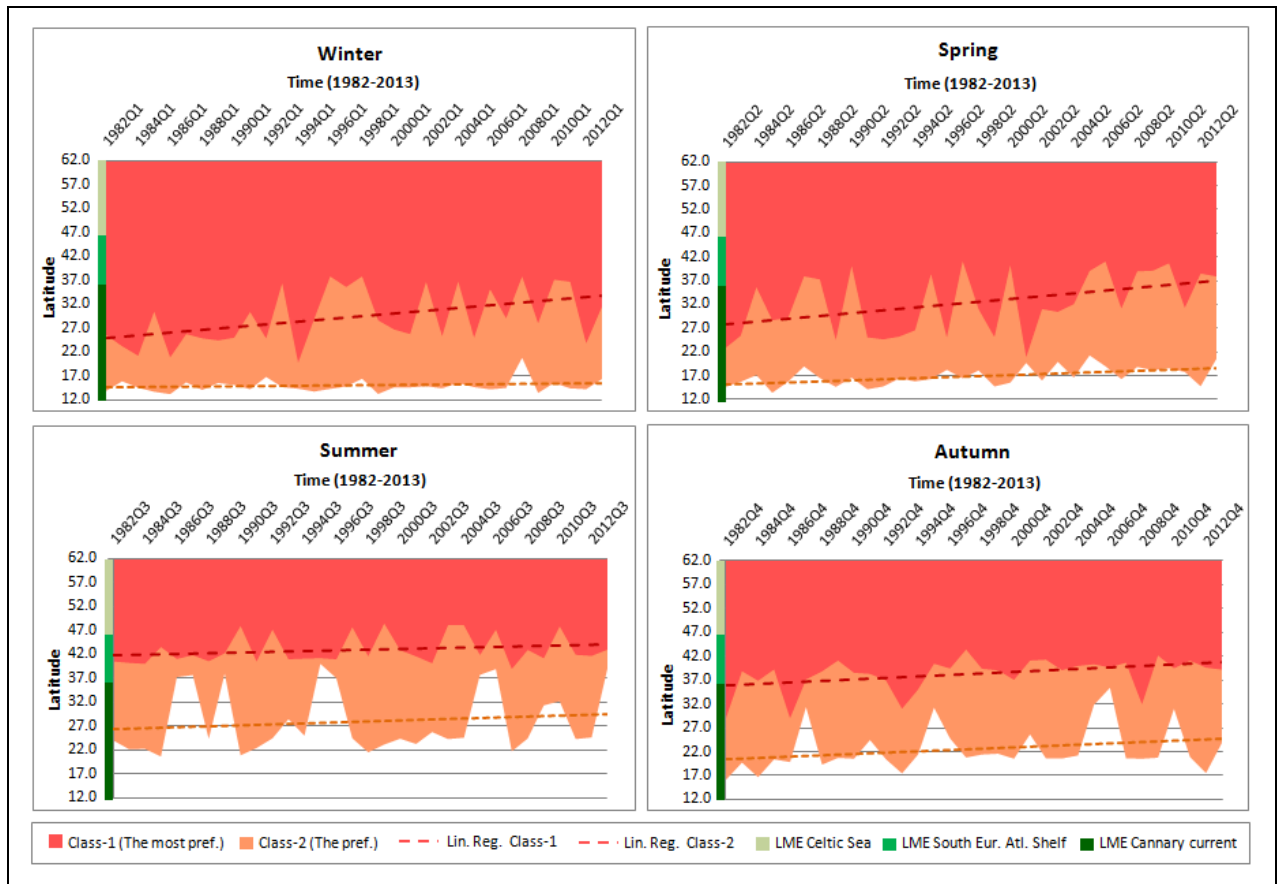 Winter
Time (1982-2013)
1982Q1
1984Q1
1986Q1
1988Q1
1990Q1
1992Q1
1994Q1
1996Q1
1998Q1
2000Q1
2002Q1
2004Q1
2006Q1
2008Q1
2010Q1
2012Q1
Latitude
62.0
57.0
52.0
47.0
42.0
37.0
32.0
27.0
22.0
17.0
12.0
Spring
Time (1982-2013)
1982Q2
1984Q2
1986Q2
1988Q2
1990Q2
1992Q2
1994Q2
1996Q2
1998Q2
2000Q2
2002Q2
2004Q2
2006Q2
2008Q2
2010Q2
2012Q2
Latitude
62.0
57.0
52.0
47.0
42.0
37.0
32.0
27.0
22.0
17.0
12.0
Summer
Time (1982-2013)
1982Q3
1984Q3
1986Q3
1988Q3
1990Q3
1992Q3
1994Q3
1996Q3
1998Q3
2000Q3
2002Q3
2004Q3
2006Q3
2008Q3
2010Q3
2012Q3
Latitude
62.0
57.0
52.0
47.0
42.0
37.0
32.0
27.0
22.0
17.0
12.0
Autumn
Time (1982-2013)
1982Q4
1984Q4
1986Q4
1988Q4
1990Q4
1992Q4
1994Q4
1996Q4
1998Q4
2000Q4
2002Q4
2004Q4
2006Q4
2008Q4
2010Q4
2012Q4
Latitude
62.0
57.0
52.0
47.0
42.0
37.0
32.0
27.0
22.0
17.0
12.0
Class-1 (The most pref.) Class-2 (The pref.) Lin. Reg. Class-1 Lin. Reg. Class-2 LME Celtic Sea LME South Eur. Atl. Shelf LME Cannary current